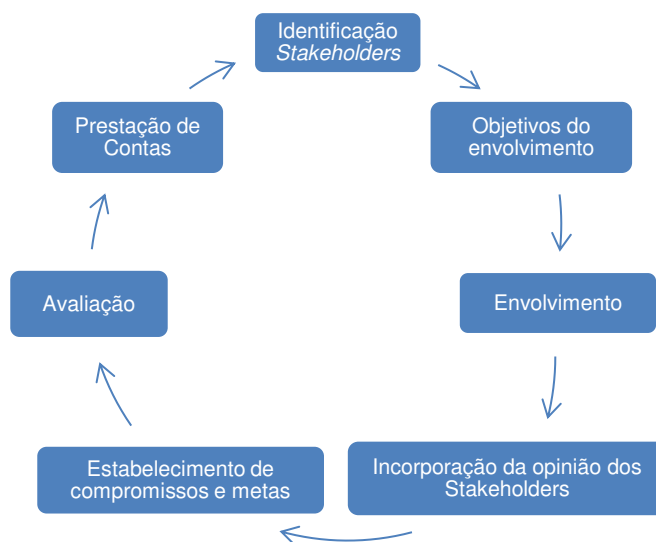 Identificação
Stakeholders
Objetivos do
envolvimento
Envolvimento
Incorporação da opinião dos
Stakeholders
Estabelecimento de
compromissos e metas
Avaliação
Prestação de
Contas